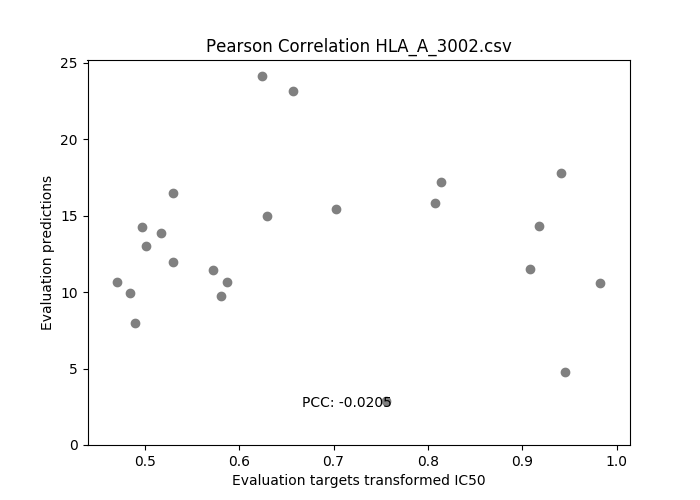 Pearson Correlation HLA_A_3002.csv
25
20
15
10
5
0
Evaluation predictions
PCC: -0.0205
0.5 0.6 0.7 0.8 0.9 1.0
Evaluation targets transformed IC50